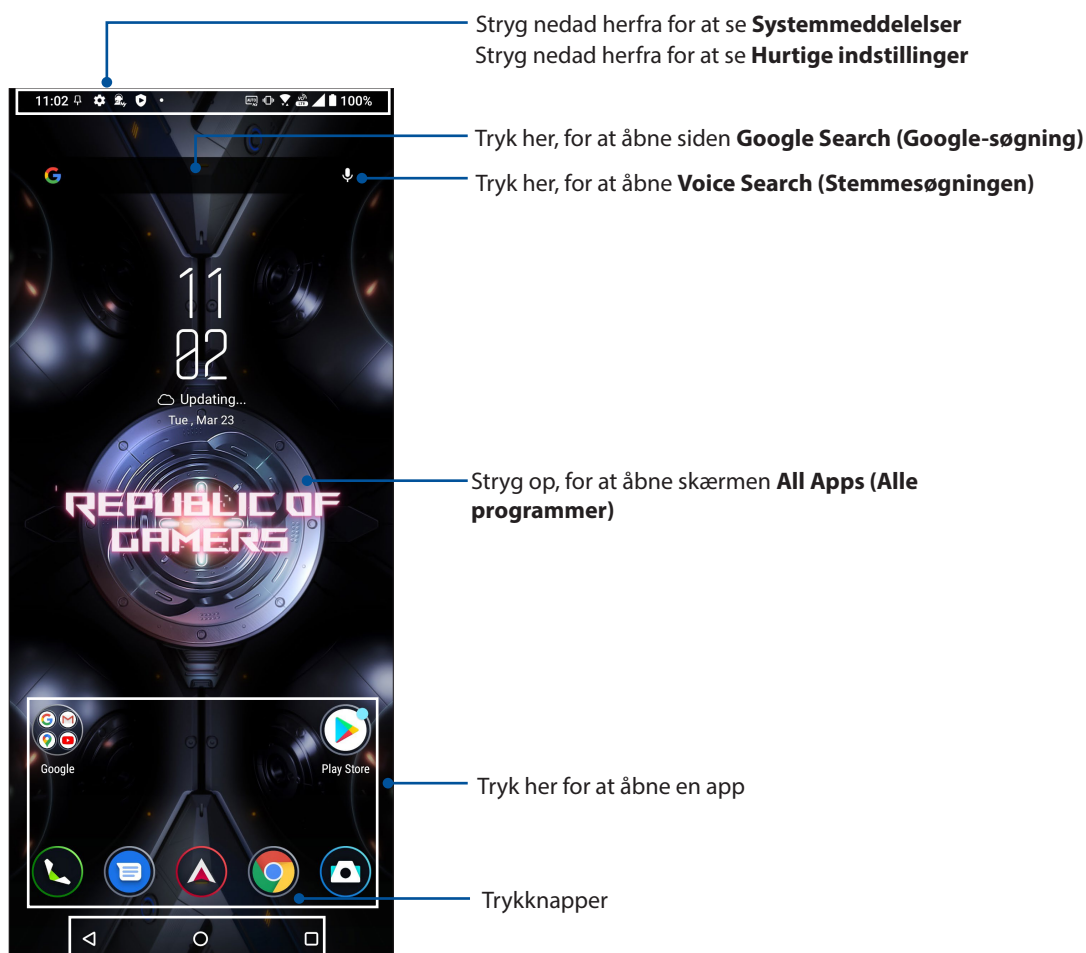 Stryg nedad herfra for at se Systemmeddelelser
Stryg nedad herfra for at se Hurtige indstillinger
11:02
100%
Tryk her, for at åbne siden Google Search (Google-søgning)
Tryk her, for at åbne Voice Search (Stemmesøgningen)
11
02
Updating...
Tue , Mar 23
Stryg op, for at åbne skærmen All Apps (Alle
programmer)
REPUBLIC OF
GAMERS
Google
Play Store
Tryk her for at åbne en app
Trykknapper